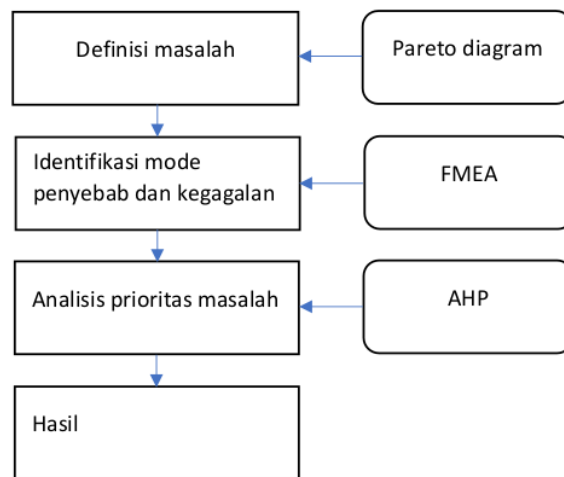 Definisi masalah
Pareto diagram
Identifikasi mode
penyebab dan kegagalan
FMEA
Analisis prioritas masalah
AHP
Hasil